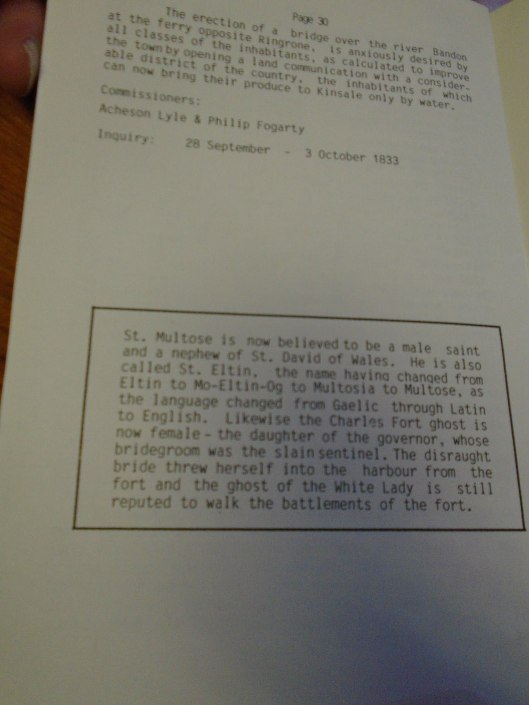 Page 30
The erection of a bridge over the river Bandon
at the ferry opposite Ringrone, is anxiously desired by
all classes of the inhabitants, as calculated to improve
the town by opening a land communication with a consider-
able district of the country, the inhabitants of which
can now bring their produce to Kinsale only by water.
Commissioners:
Acheson Lyle & Philip Fogarty
Inquiry: 28 September - 3 October 1833
St. Multose is now believed to be a male saint
and a nephew of St. David of Wales. He is also
called St. Eltin, the name having changed from
Eltin to Mo-Eltin-Og to Multosia to Multose, as
the language changed from Gaelic through Latin
to English. Likewise the Charles Fort ghost is
now female - the daughter of the governor, whose
bridegroom was the slain sentinel. The disraught
bride threw herself into the harbour from the
fort and the ghost of the White Lady is still
reputed to walk the battlements of the fort.